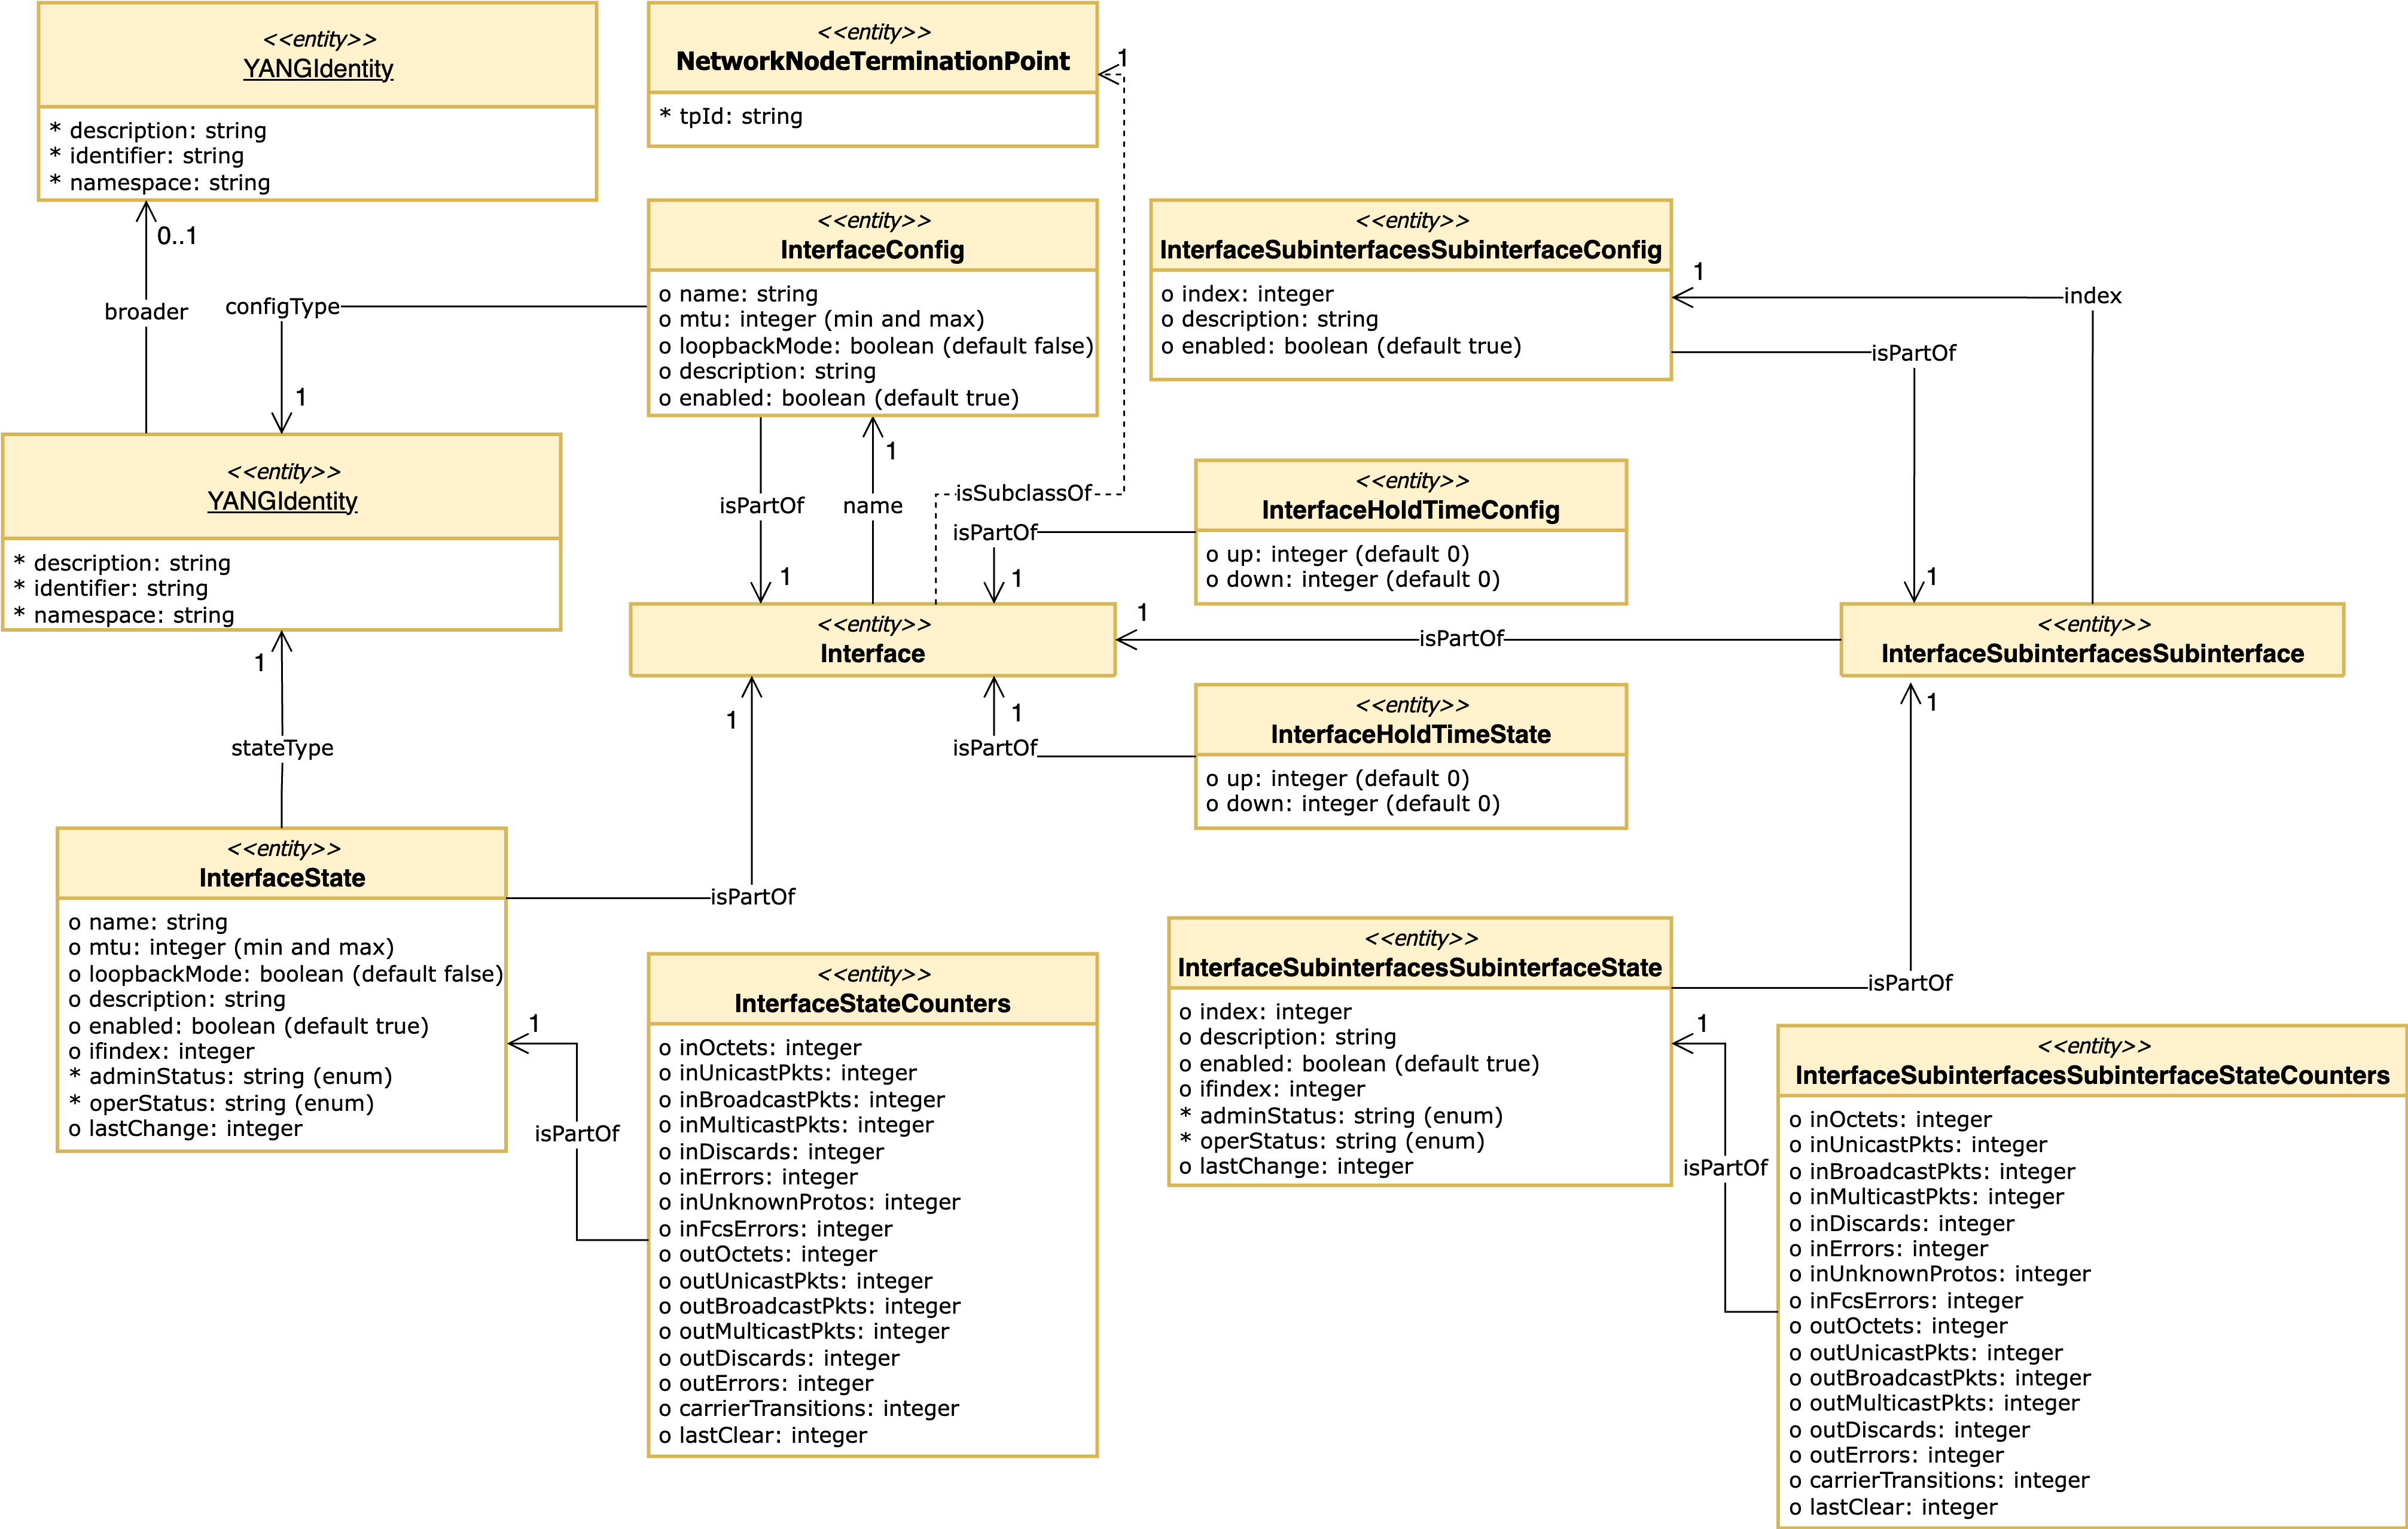 <<entity>>
YANGIdentity
* description: string
* identifier: string
* namespace: string
0..1
broader
<<entity>>
NetworkNodeTerminationPoint
* tpId: string
1
isSubclassOf
<<entity>>
InterfaceConfig
o name: string
o mtu: integer (min and max)
o loopbackMode: boolean (default false)
o description: string
o enabled: boolean (default true)
configType
1
isPartOf
1
name
1
<<entity>>
InterfaceSubinterfacesSubinterfaceConfig
o index: integer
o description: string
o enabled: boolean (default true)
1
index
isPartOf
1
<<entity>>
YANGIdentity
* description: string
* identifier: string
* namespace: string
1
stateType
<<entity>>
InterfaceHoldTimeConfig
o up: integer (default 0)
o down: integer (default 0)
isPartOf
1
<<entity>>
Interface
1
isPartOf
<<entity>>
InterfaceSubinterfacesSubinterface
1
<<entity>>
InterfaceHoldTimeState
o up: integer (default 0)
o down: integer (default 0)
1
isPartOf
1
isPartOf
<<entity>>
InterfaceState
o name: string
o mtu: integer (min and max)
o loopbackMode: boolean (default false)
o description: string
o enabled: boolean (default true)
o ifindex: integer
* adminStatus: string (enum)
* operStatus: string (enum)
o lastChange: integer
1
isPartOf
<<entity>>
InterfaceStateCounters
o inOctets: integer
o inUnicastPkts: integer
o inBroadcastPkts: integer
o inMulticastPkts: integer
o inDiscards: integer
o inErrors: integer
o inUnknownProtos: integer
o inFcsErrors: integer
o outOctets: integer
o outUnicastPkts: integer
o outBroadcastPkts: integer
o outMulticastPkts: integer
o outDiscards: integer
o outErrors: integer
o carrierTransitions: integer
o lastClear: integer
<<entity>>
InterfaceSubinterfacesSubinterfaceState
o index: integer
o description: string
o enabled: boolean (default true)
o ifindex: integer
* adminStatus: string (enum)
* operStatus: string (enum)
o lastChange: integer
isPartOf
1
isPartOf
<<entity>>
InterfaceSubinterfacesSubinterfaceStateCounters
o inOctets: integer
o inUnicastPkts: integer
o inBroadcastPkts: integer
o inMulticastPkts: integer
o inDiscards: integer
o inErrors: integer
o inUnknownProtos: integer
o inFcsErrors: integer
o outOctets: integer
o outUnicastPkts: integer
o outBroadcastPkts: integer
o outMulticastPkts: integer
o outDiscards: integer
o outErrors: integer
o carrierTransitions: integer
o lastClear: integer